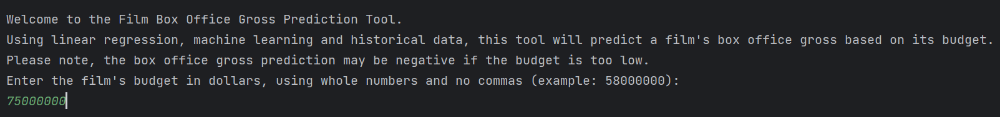 Welcome to the Film Box Office Gross Prediction Tool.
Using linear regression, machine learning and historical data, this tool will predict a film's box office gross based on its budget.
Please note, the box office gross prediction may be negative if the budget is too low.
Enter the film's budget in dollars, using whole numbers and no commas (example: 58000000):
75000000